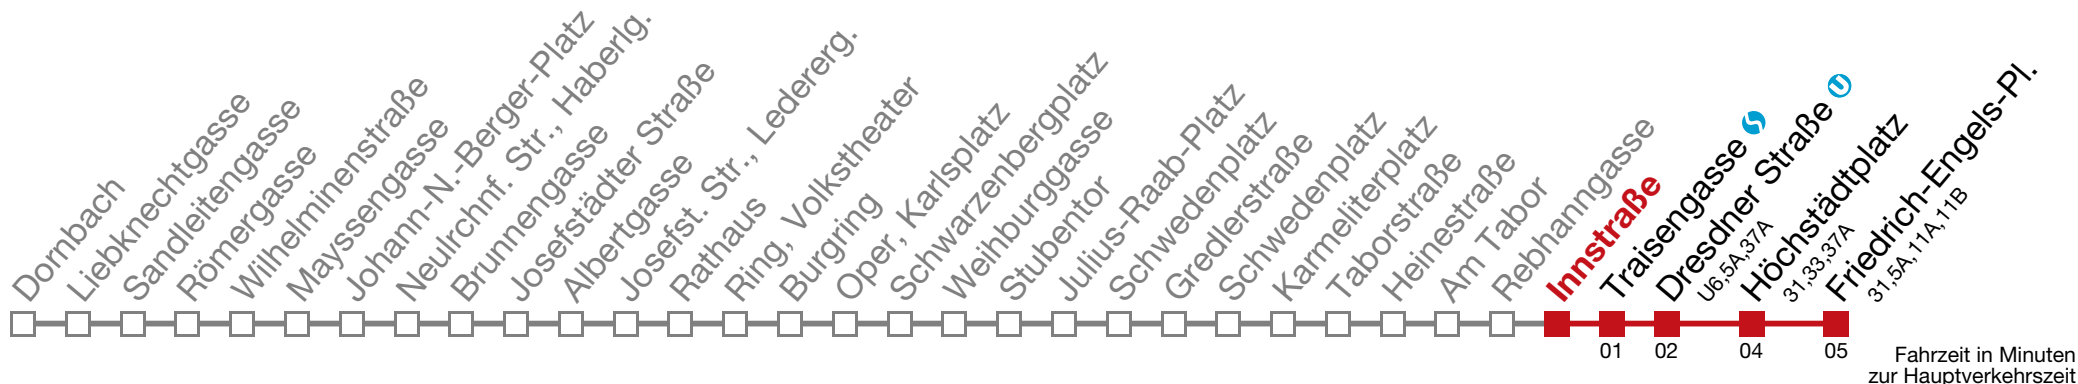 Dornbach
Liebknechtgasse
Sandleitengasse
Römergasse
Wilhelminenstraße
Mayssengasse
Johann-N.-Berger-Platz
Neulrchnf. Str., Haberlg.
Brunnengasse
Josefstädter Straße
Albertgasse
Josefst. Str., Ledererg.
Rathaus
Ring, Volkstheater
Burgring
Oper, Karlsplatz
Schwarzenbergplatz
Weihburggasse
Stubentor
Julius-Raab-Platz
Schwedenplatz
Gredlerstraße
Schwedenplatz
Karmeliterplatz
Taborstraße
Heinestraße
Am Tabor
Rebhanngasse
Innstraße
Traisengasse
Dresdner Straße U
U6,5A,37A
Höchstädtplatz
31,33,37A
Friedrich-Engels-Pl.
31,5A,11A,11B
01 02 04 05
Fahrzeit in Minuten
zur Hauptverkehrszeit